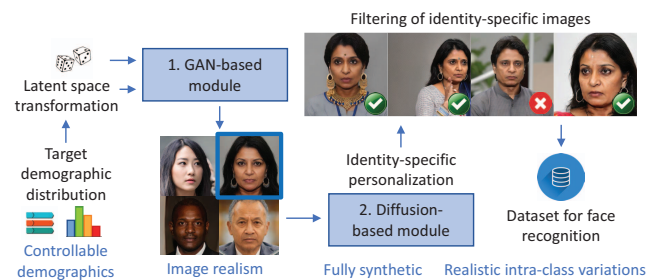 Filtering of identity-specific images
1. GAN-based
module
Latent space
transformation
Target
demographic
distribution
Controllable
demographics
Image realism
Identity-specific
personalization
2. Diffusion-
based module
Fully synthetic
Dataset for face
recognition
Realistic intra-class variations